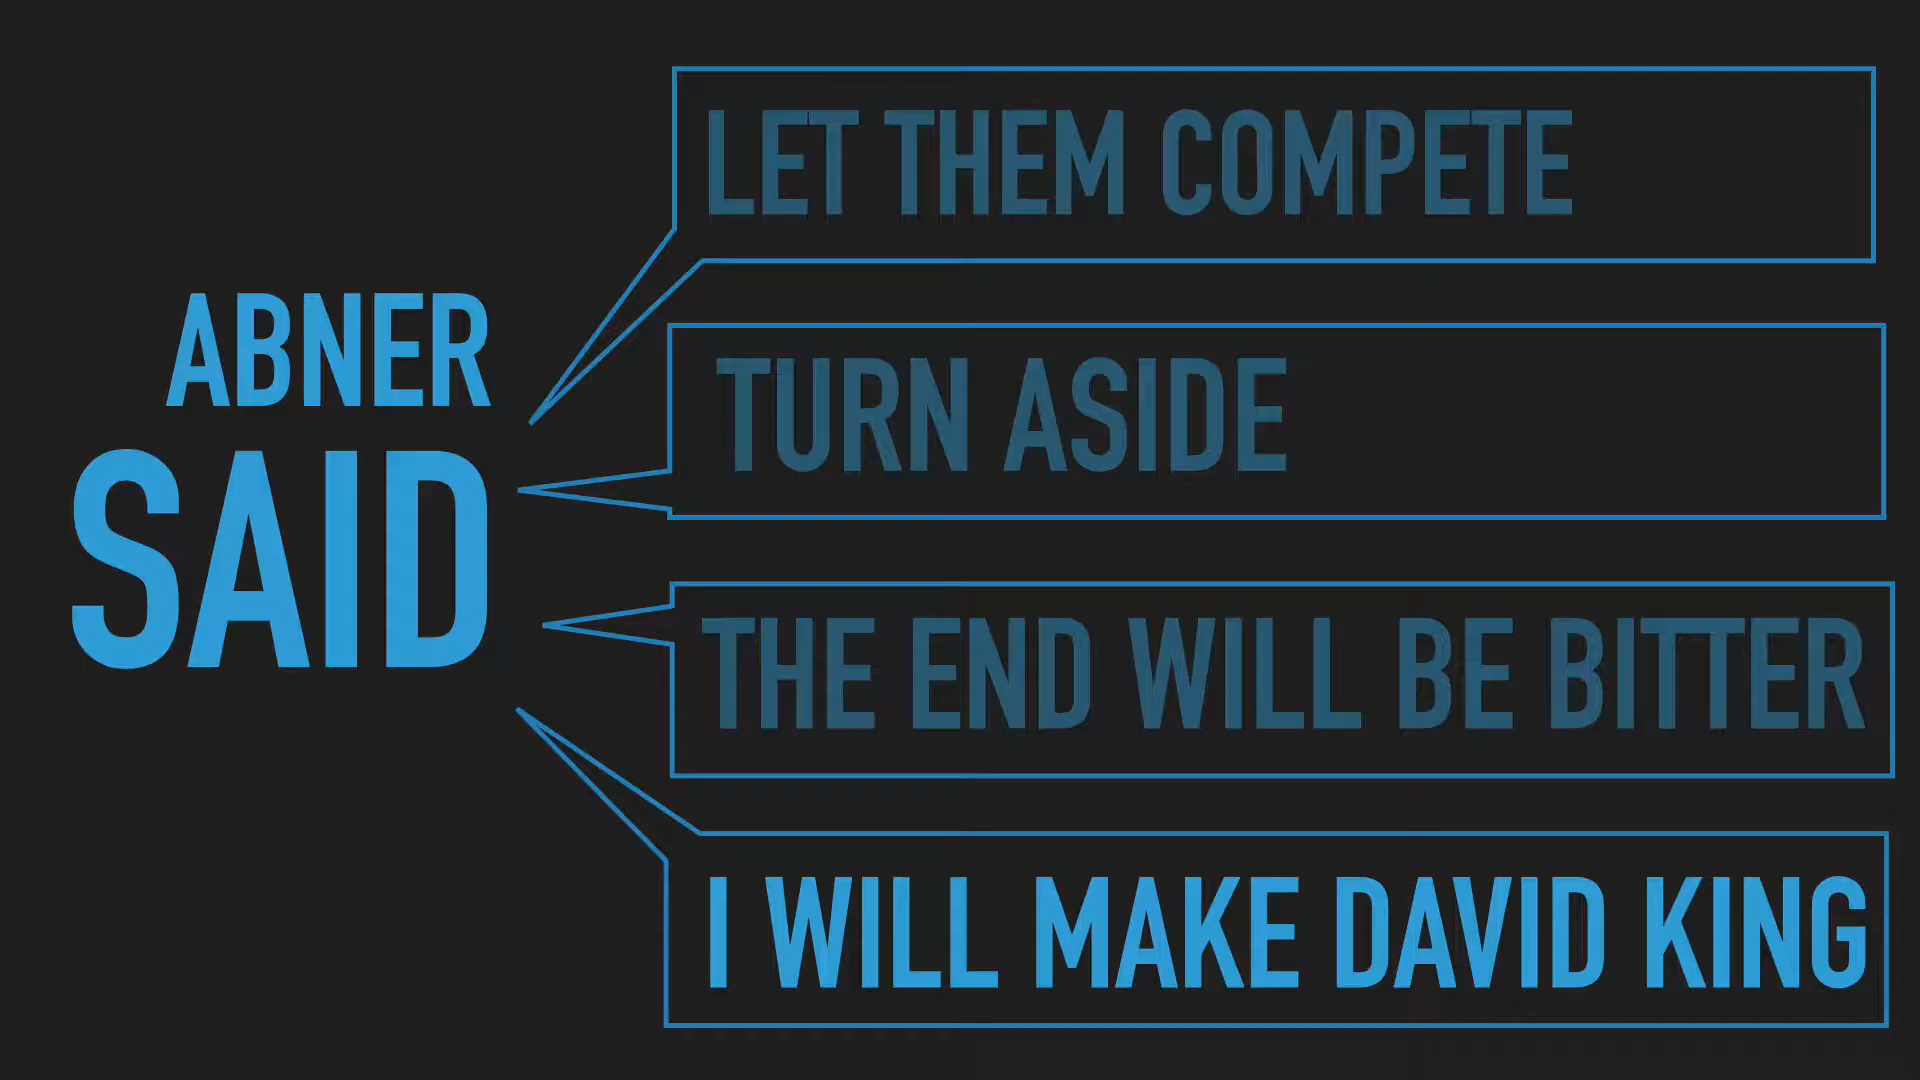 ABNER
SAID
LET THEM COMPETE
TURN ASIDE
THE END WILL BE BITTER
I WILL MAKE DAVID KING